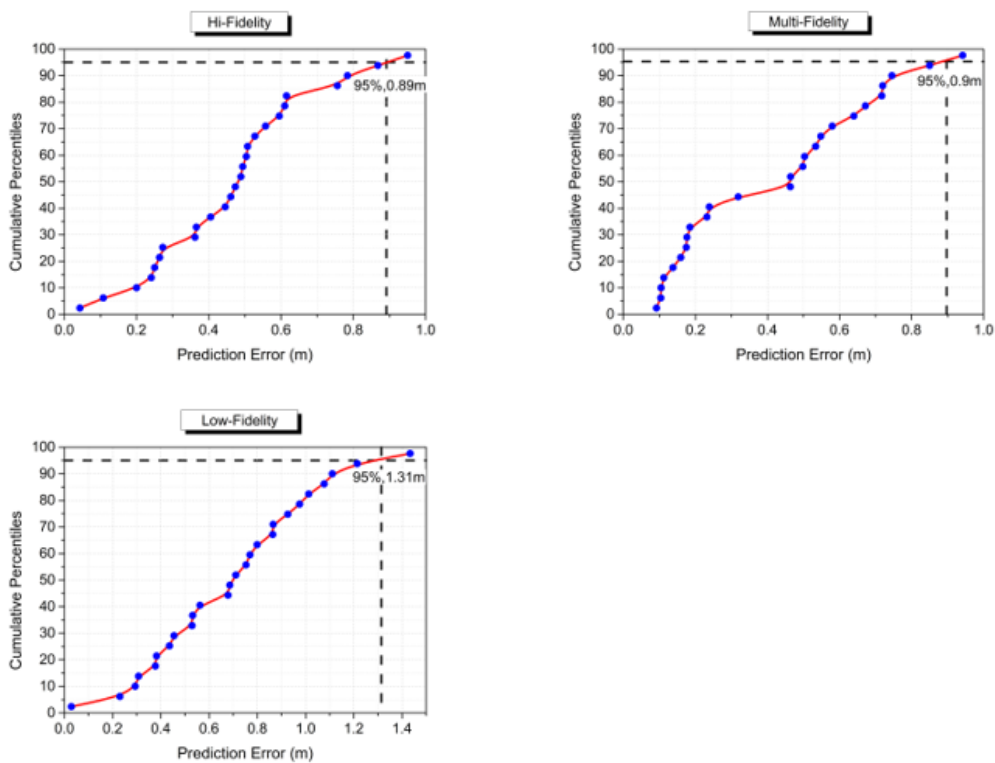 Hi-Fidelity
100
90
80
70
60
50
40
30
20
10
0
Cumulative Percentiles
95%,0.89m
0.0 0.2 0.4 0.6 0.8 1.0
Prediction Error (m)
Multi-Fidelity
100
90
80
70
60
50
40
30
20
10
0
Cumulative Percentiles
95%,0.9m
0.0 0.2 0.4 0.6 0.8 1.0
Prediction Error (m)
Low-Fidelity
100
90
80
70
60
50
40
30
20
10
0
Cumulative Percentiles
95%,1.31m
0.0 0.2 0.4 0.6 0.8 1.0 1.2 1.4
Prediction Error (m)